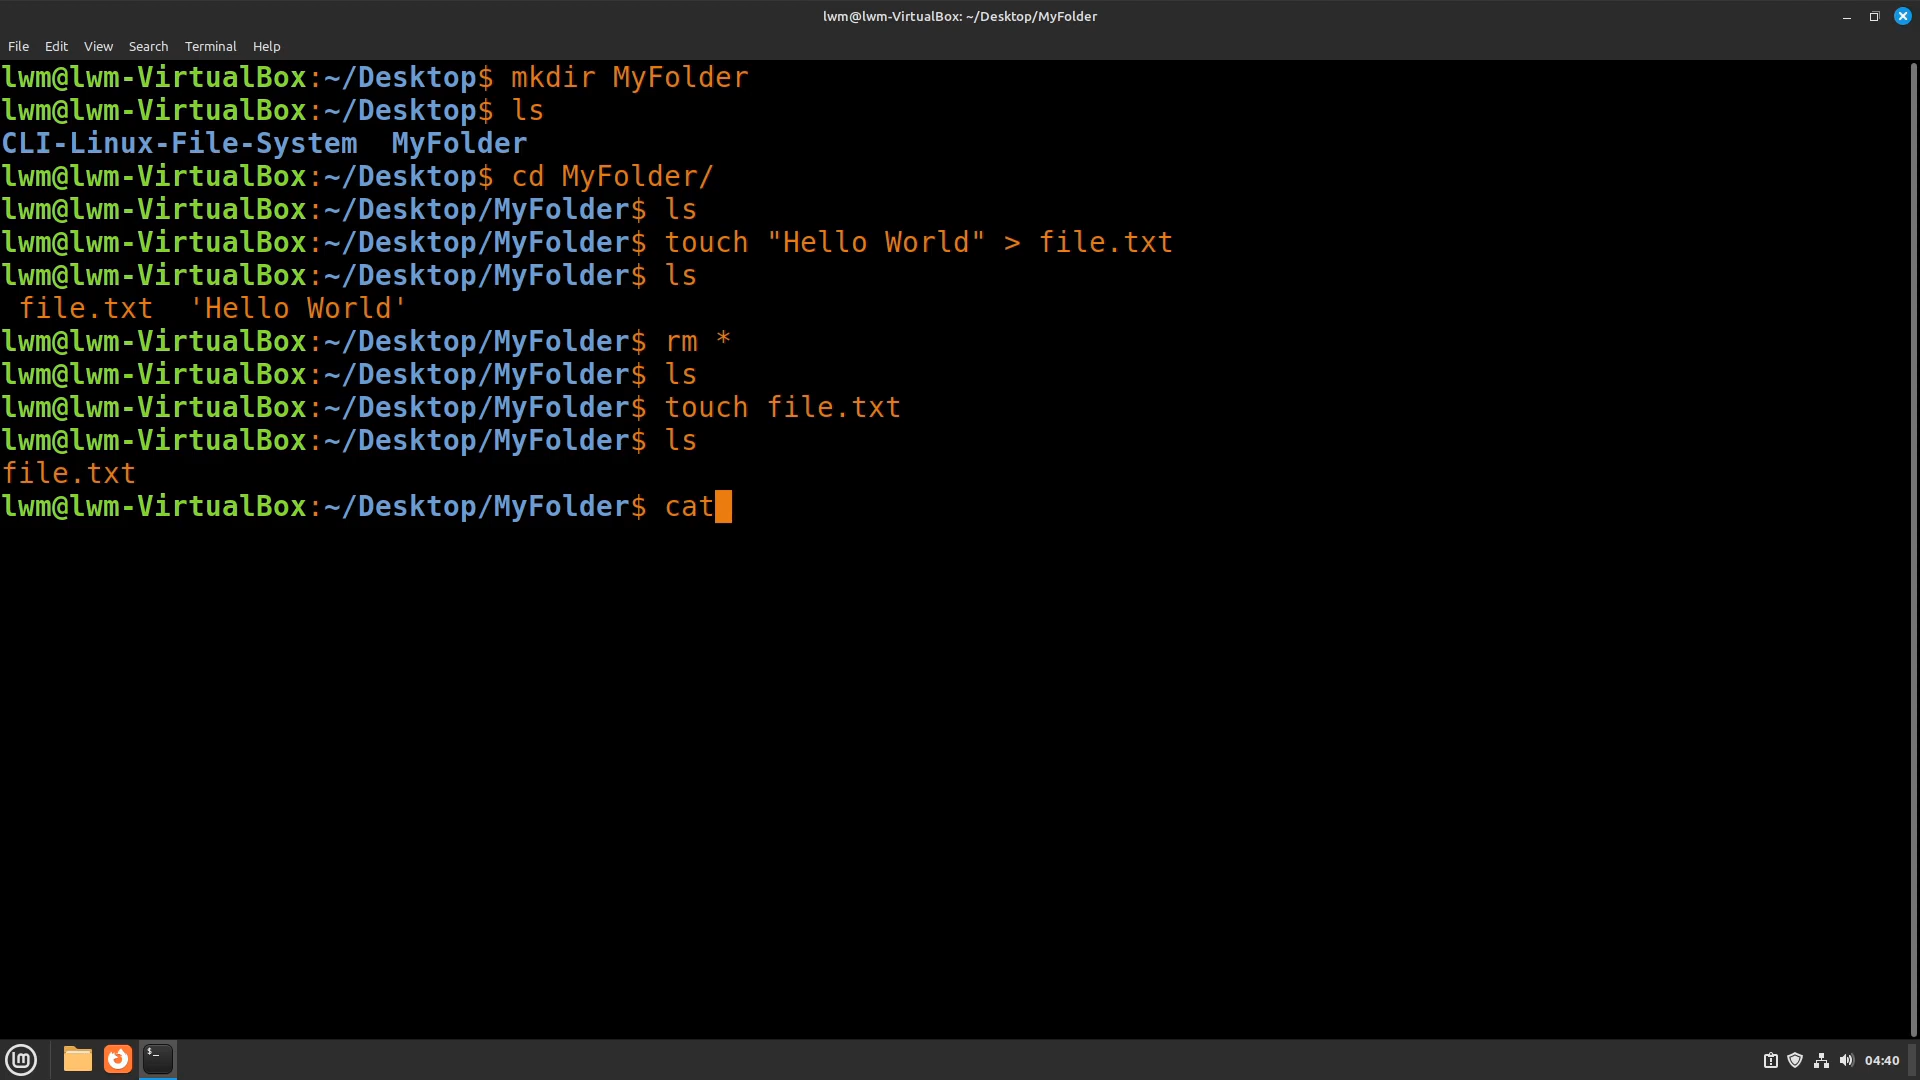 lwm@lwm-VirtualBox: ~/Desktop/MyFolder
File Edit View Search Terminal Help
lwm@lwm-VirtualBox:~/Desktop$ mkdir MyFolder
lwm@lwm-VirtualBox:~/Desktop$ ls
CLI-Linux-File-System  MyFolder
lwm@lwm-VirtualBox:~/Desktop$ cd MyFolder/
lwm@lwm-VirtualBox:~/Desktop/MyFolder$ ls
lwm@lwm-VirtualBox:~/Desktop/MyFolder$ touch "Hello World" > file.txt
lwm@lwm-VirtualBox:~/Desktop/MyFolder$ ls
 file.txt  'Hello World'
lwm@lwm-VirtualBox:~/Desktop/MyFolder$ rm *
lwm@lwm-VirtualBox:~/Desktop/MyFolder$ ls
lwm@lwm-VirtualBox:~/Desktop/MyFolder$ touch file.txt
lwm@lwm-VirtualBox:~/Desktop/MyFolder$ ls
file.txt
lwm@lwm-VirtualBox:~/Desktop/MyFolder$ cat
04:40